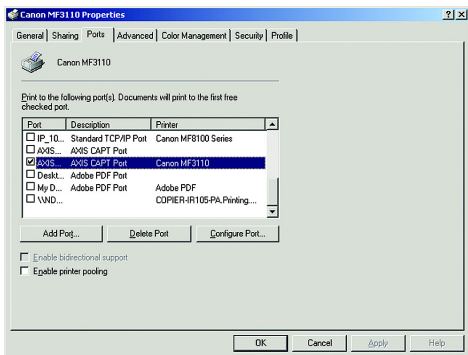 Canon MF3110 Properties
General Sharing Ports Advanced Color Management Security Profile
Canon MF3110
Print to the following port(s). Documents will print to the first free
checked port.
Port Description Printer
IP_10... Standard TCP/IP Port Canon MF8100 Series
AXIS... AXIS CAPT Port
AXIS... AXIS CAPT Port Canon MF3110
Deskt... Adobe PDF Port
My D... Adobe PDF Port Adobe PDF
\\ND... COPIER-IR105-PA.Printing....
Add Port... Delete Port Configure Port...
Enable bidirectional support
Enable printer pooling
OK Cancel Apply Help